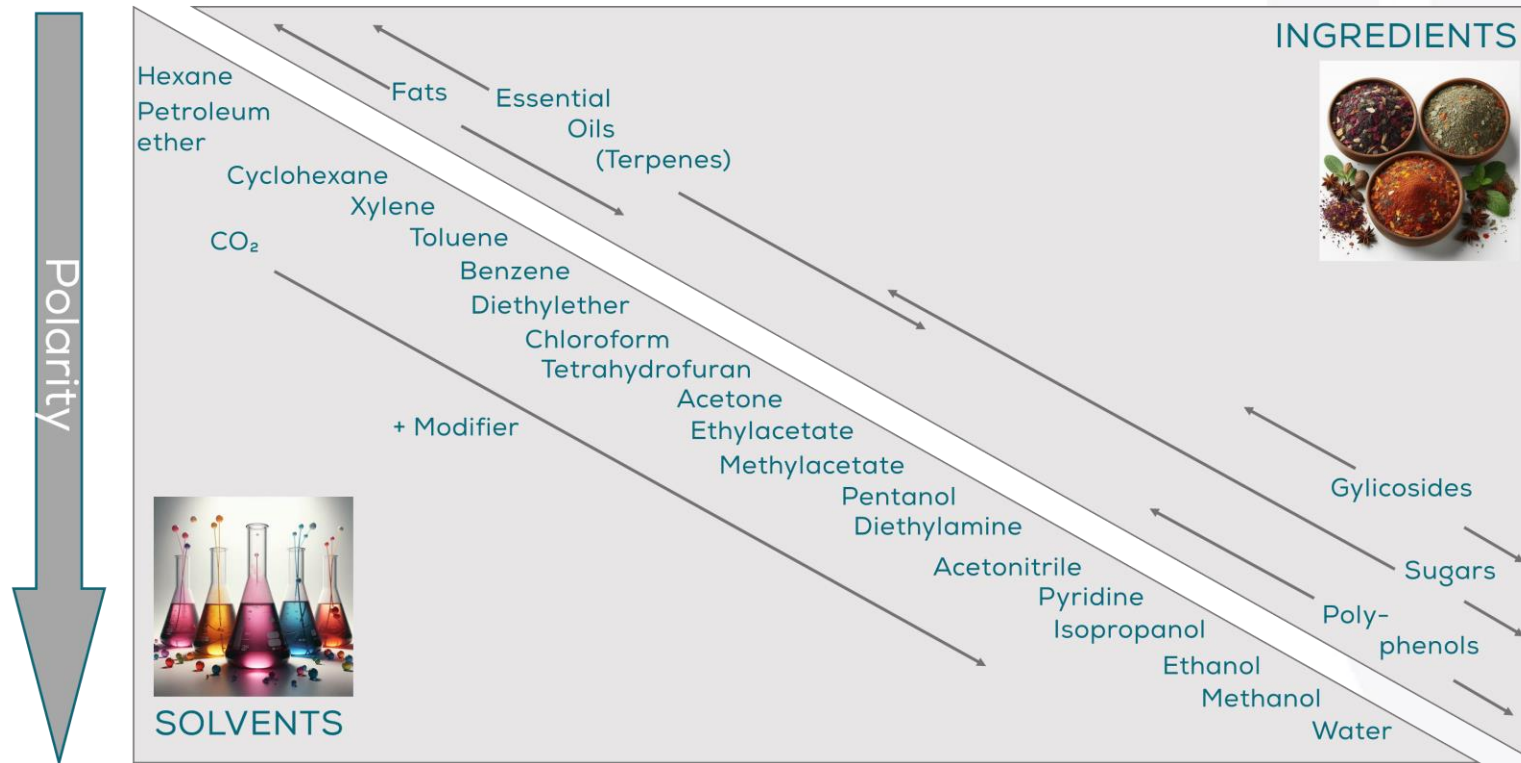 Polarity
INGREDIENTS
Hexane
Petroleum
ether
Cyclohexane
Xylene
Toluene
Benzene
Diethylether
Chloroform
Tetrahydrofuran
Acetone
Ethylacetate
Methylacetate
Pentanol
Diethylamine
Acetonitrile
Pyridine
Isopropanol
Ethanol
Methanol
Water
CO₂
+ Modifier
SOLVENTS
Fats
Essential
Oils
(Terpenes)
Gylicosides
Sugars
Poly-
phenols